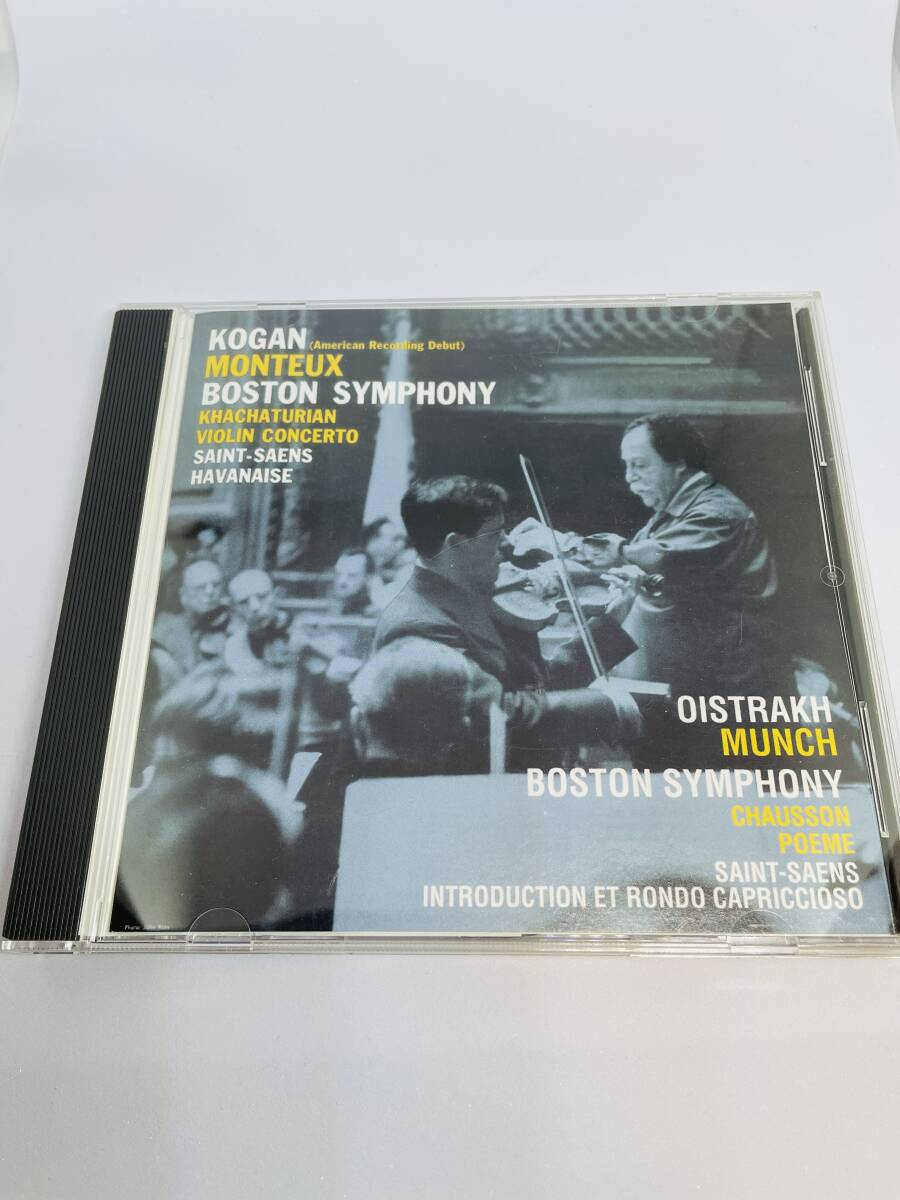 KOGAN (American Recording Debut)
MONTEUX
BOSTON SYMPHONY
KHACHATURIAN
VIOLIN CONCERTO
SAINT-SAENS
HAVANAISE
OISTRAKH
MUNCH
BOSTON SYMPHONY
CHAUSSON
POEME
SAINT-SAENS
INTRODUCTION ET RONDO CAPRICCIOSO